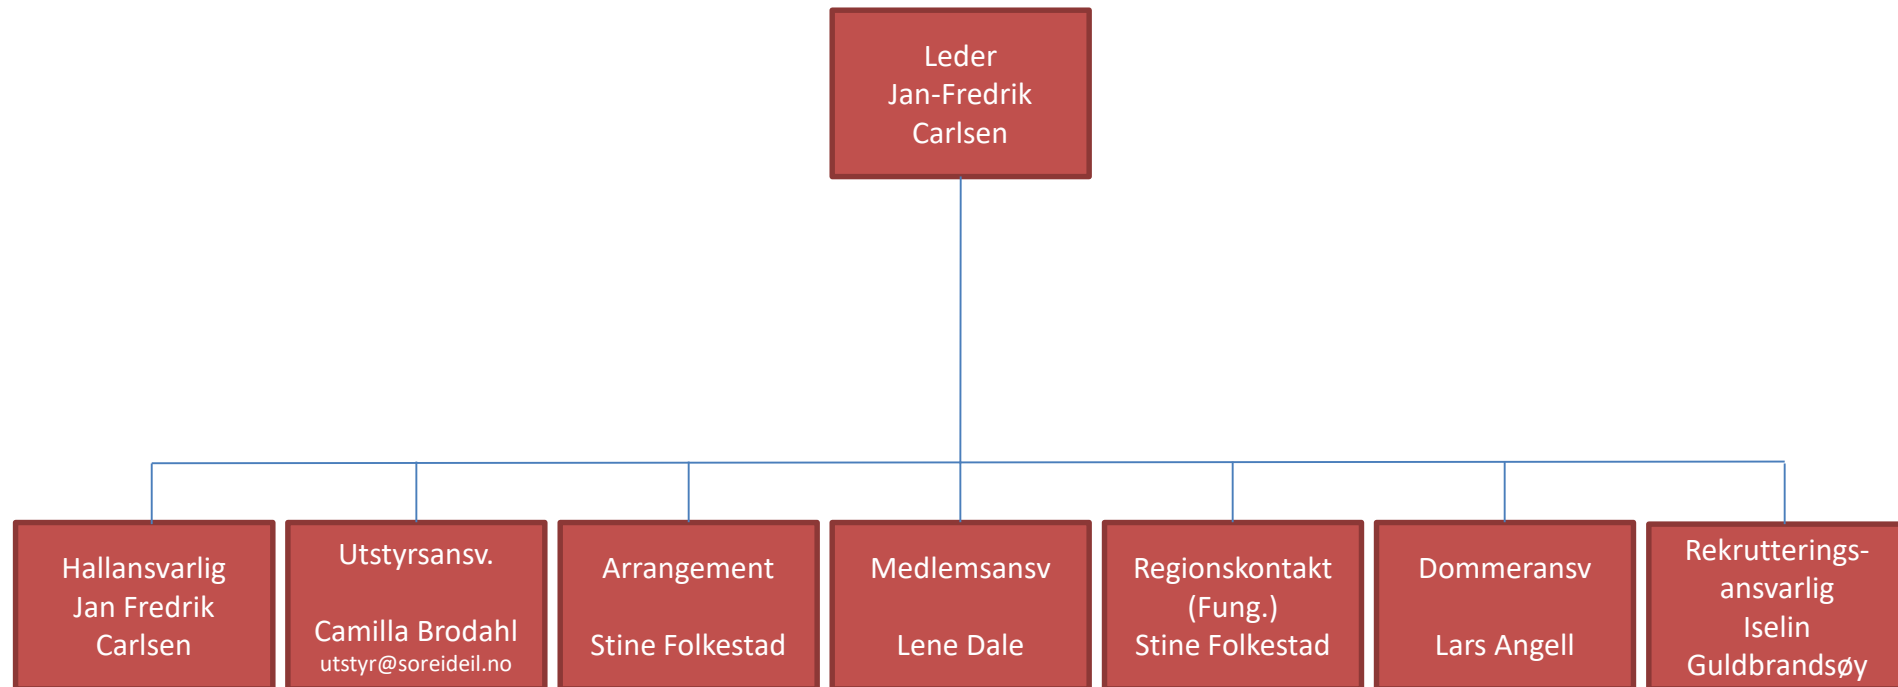 Leder
Jan-Fredrik
Carlsen
Hallansvarlig
Jan Fredrik
Carlsen
Utstyrsansv.
Camilla Brodahl
utstyr@soreideil.no
Arrangement
Stine Folkestad
Medlemsansv
Lene Dale
Regionskontakt
(Fung.)
Stine Folkestad
Dommeransv
Lars Angell
Rekrutterings-
ansvarlig
Iselin
Guldbrandsøy